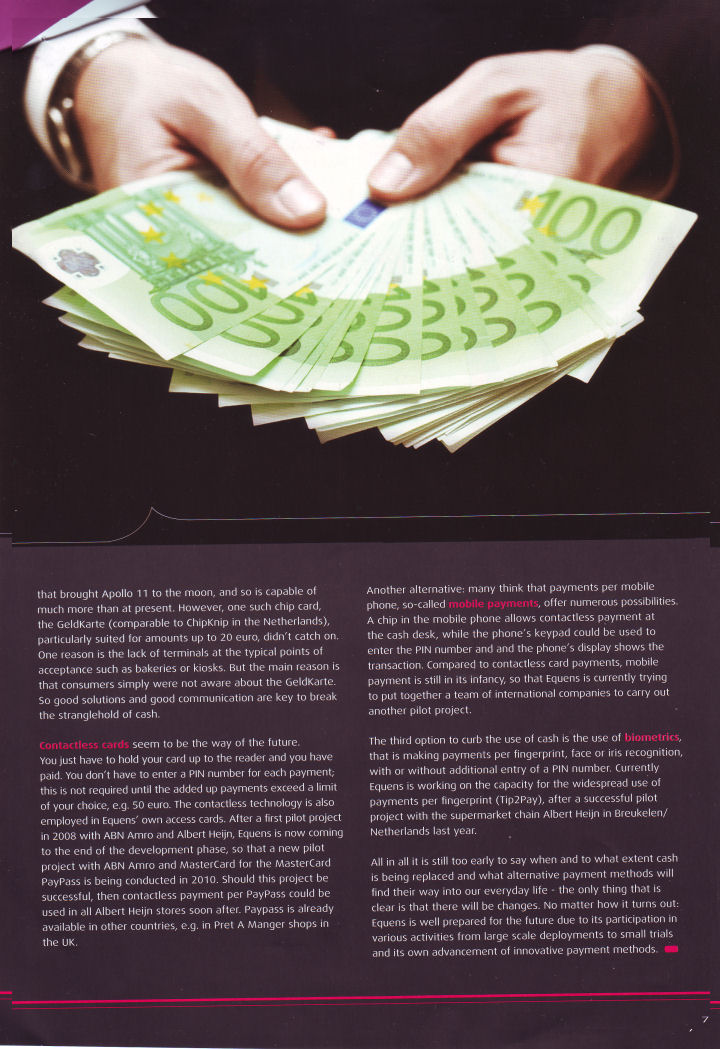 100
00
that brought Apollo 11 to the moon, and so is capable of
much more than at present. However, one such chip card,
the GeldKarte (comparable to ChipKnip in the Netherlands),
particularly suited for amounts up to 20 euro, didn't catch on.
One reason is the lack of terminals at the typical points of
acceptance such as bakeries or kiosks. But the main reason is
that consumers simply were not aware about the GeldKarte.
So good solutions and good communication are key to break
the stranglehold of cash.
Contactless cards seem to be the way of the future.
You just have to hold your card up to the reader and you have
paid. You don't have to enter a PIN number for each payment;
this is not required until the added up payments exceed a limit
of your choice, e.g. 50 euro. The contactless technology is also
employed in Equens' own access cards. After a first pilot project
in 2008 with ABN Amro and Albert Heijn, Equens is now coming
to the end of the development phase, so that a new pilot
project with ABN Amro and MasterCard for the MasterCard
PayPass is being conducted in 2010. Should this project be
successful, then contactless payment per PayPass could be
used in all Albert Heijn stores soon after. Paypass is already
available in other countries, e.g. in Pret A Manger shops in
the UK.
Another alternative: many think that payments per mobile
phone, so-called mobile payments, offer numerous possibilities.
A chip in the mobile phone allows contactless payment at
the cash desk, while the phone's keypad could be used to
enter the PIN number and and the phone's display shows the
transaction. Compared to contactless card payments, mobile
payment is still in its infancy, so that Equens is currently trying
to put together a team of international companies to carry out
another pilot project.
The third option to curb the use of cash is the use of biometrics,
that is making payments per fingerprint, face or iris recognition,
with or without additional entry of a PIN number. Currently
Equens is working on the capacity for the widespread use of
payments per fingerprint (Tip2Pay), after a successful pilot
project with the supermarket chain Albert Heijn in Breukelen/
Netherlands last year.
All in all it is still too early to say when and to what extent cash
is being replaced and what alternative payment methods will
find their way into our everyday life - the only thing that is
clear is that there will be changes. No matter how it turns out:
Equens is well prepared for the future due to its participation in
various activities from large scale deployments to small trials
and its own advancement of innovative payment methods.
7